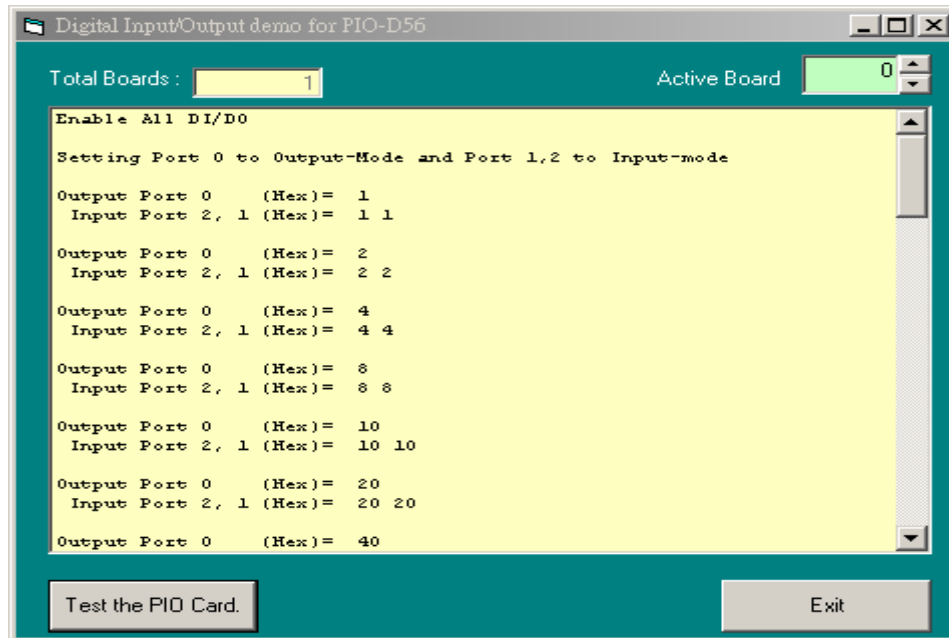 Digital Input/Output demo for PIO-D56
Total Boards : 1
Active Board 0
Enable All DI/DO
Setting Port 0 to Output-Mode and Port 1,2 to Input-mode
Output Port 0 (Hex)= 1
Input Port 2, 1 (Hex)= 1 1
Output Port 0 (Hex)= 2
Input Port 2, 1 (Hex)= 2 2
Output Port 0 (Hex)= 4
Input Port 2, 1 (Hex)= 4 4
Output Port 0 (Hex)= 8
Input Port 2, 1 (Hex)= 8 8
Output Port 0 (Hex)= 10
Input Port 2, 1 (Hex)= 10 10
Output Port 0 (Hex)= 20
Input Port 2, 1 (Hex)= 20 20
Output Port 0 (Hex)= 40
Test the PIO Card.
Exit